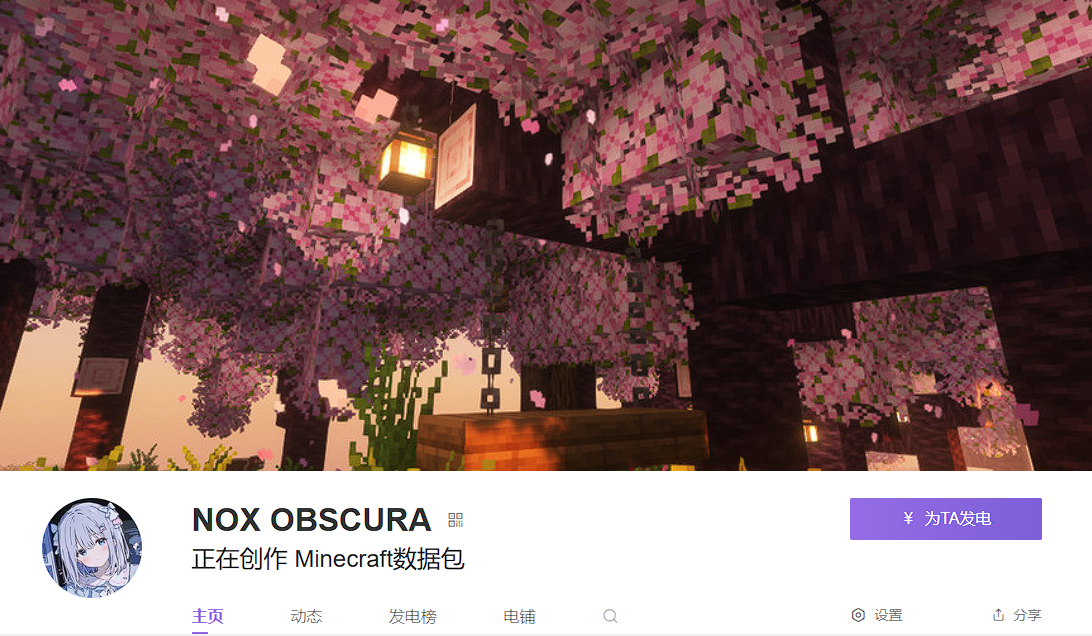 NOX OBSCURA
¥ 为TA发电
正在创作 Minecraft数据包
主页 动态 发电榜 电铺 设置 分享